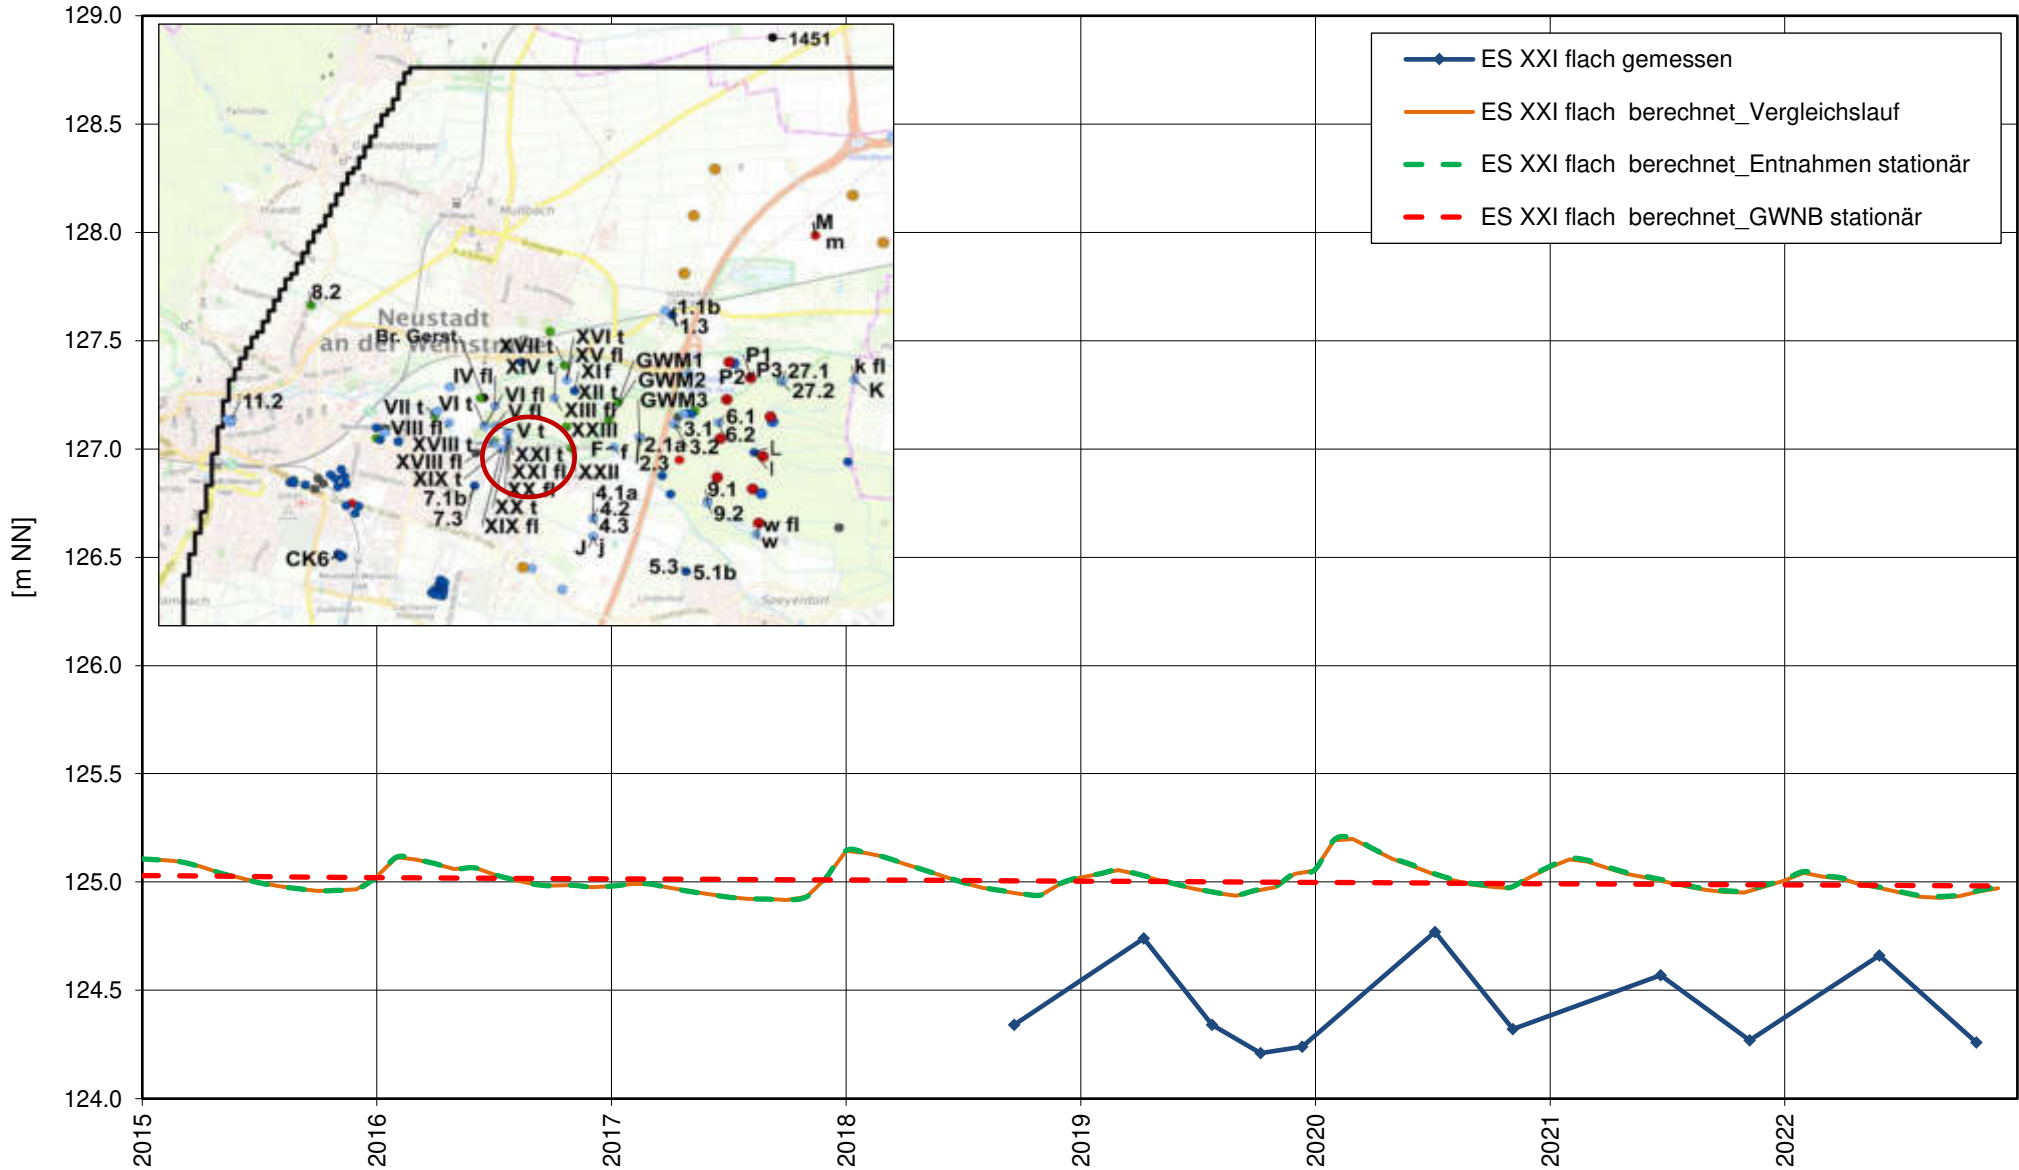 129.0
128.5
128.0
127.5
127.0
126.5
126.0
125.5
125.0
124.5
124.0
[m NN]
2015
2016
2017
2018
2019
2020
2021
2022
ES XXI flach gemessen
ES XXI flach berechnet_Vergleichslauf
ES XXI flach berechnet_Entnahmen stationär
ES XXI flach berechnet_GWNB stationär
1451
M
m
8.2
Neustadt
an der Weinstraße
Mußbach
Haardt
1.1b
1.3
Br. Gerst.
XVII t
XVI t
XV fl
XIV t
XI f
GWM1
GWM2
GWM3
P1
P2
P3
27.1
27.2
k fl
K
IV fl
XII t
11.2
VII t
VI t
VI fl
V fl
XIII fl
VIII fl
V t
XXIII
3.1
6.1
6.2
XVIII t
XVIII fl
XXI t
XXI fl
XXII
F
f
2.1a
2.3
3.2
L
l
XIX t
XX fl
7.1b
7.3
XX t
XIX fl
4.1a
4.2
4.3
J
j
9.1
9.2
w fl
w
CK6
5.3
5.1b
Speyerdorf